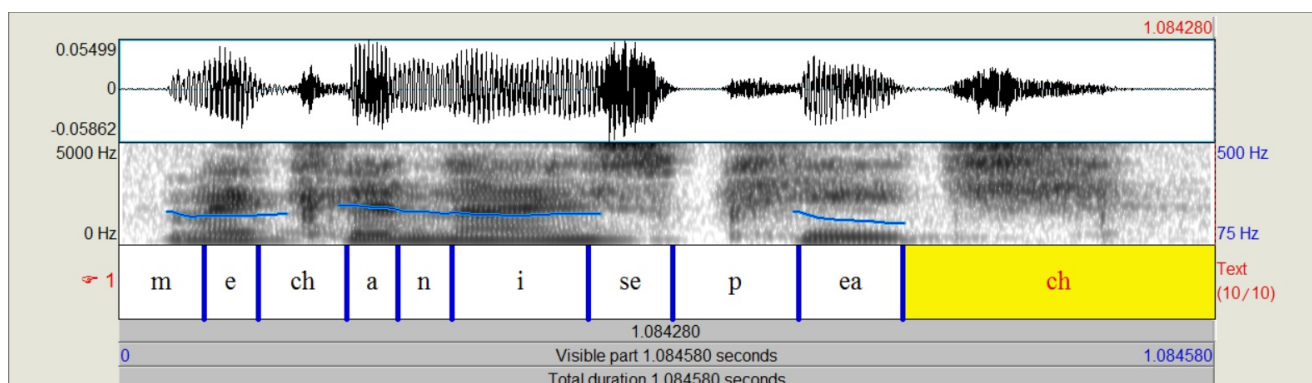 1.084280
0.05499
0
-0.05862
5000 Hz
500 Hz
0 Hz
75 Hz
1 m e ch a n i se p ea ch Text
(10/10)
1.084280
0 Visible part 1.084580 seconds 1.084580
Total duration 1.084580 seconds